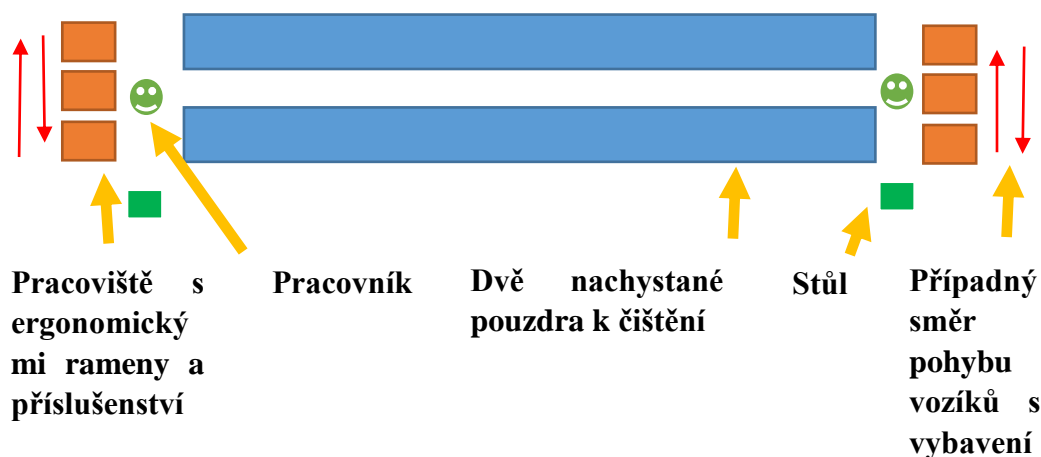 Pracoviště s
ergonomický
mi rameny a
příslušenství
Pracovník
Dvě nachystané
pouzdra k čištění
Stůl
Případný
směr
pohybu
vozíků s
vybavení